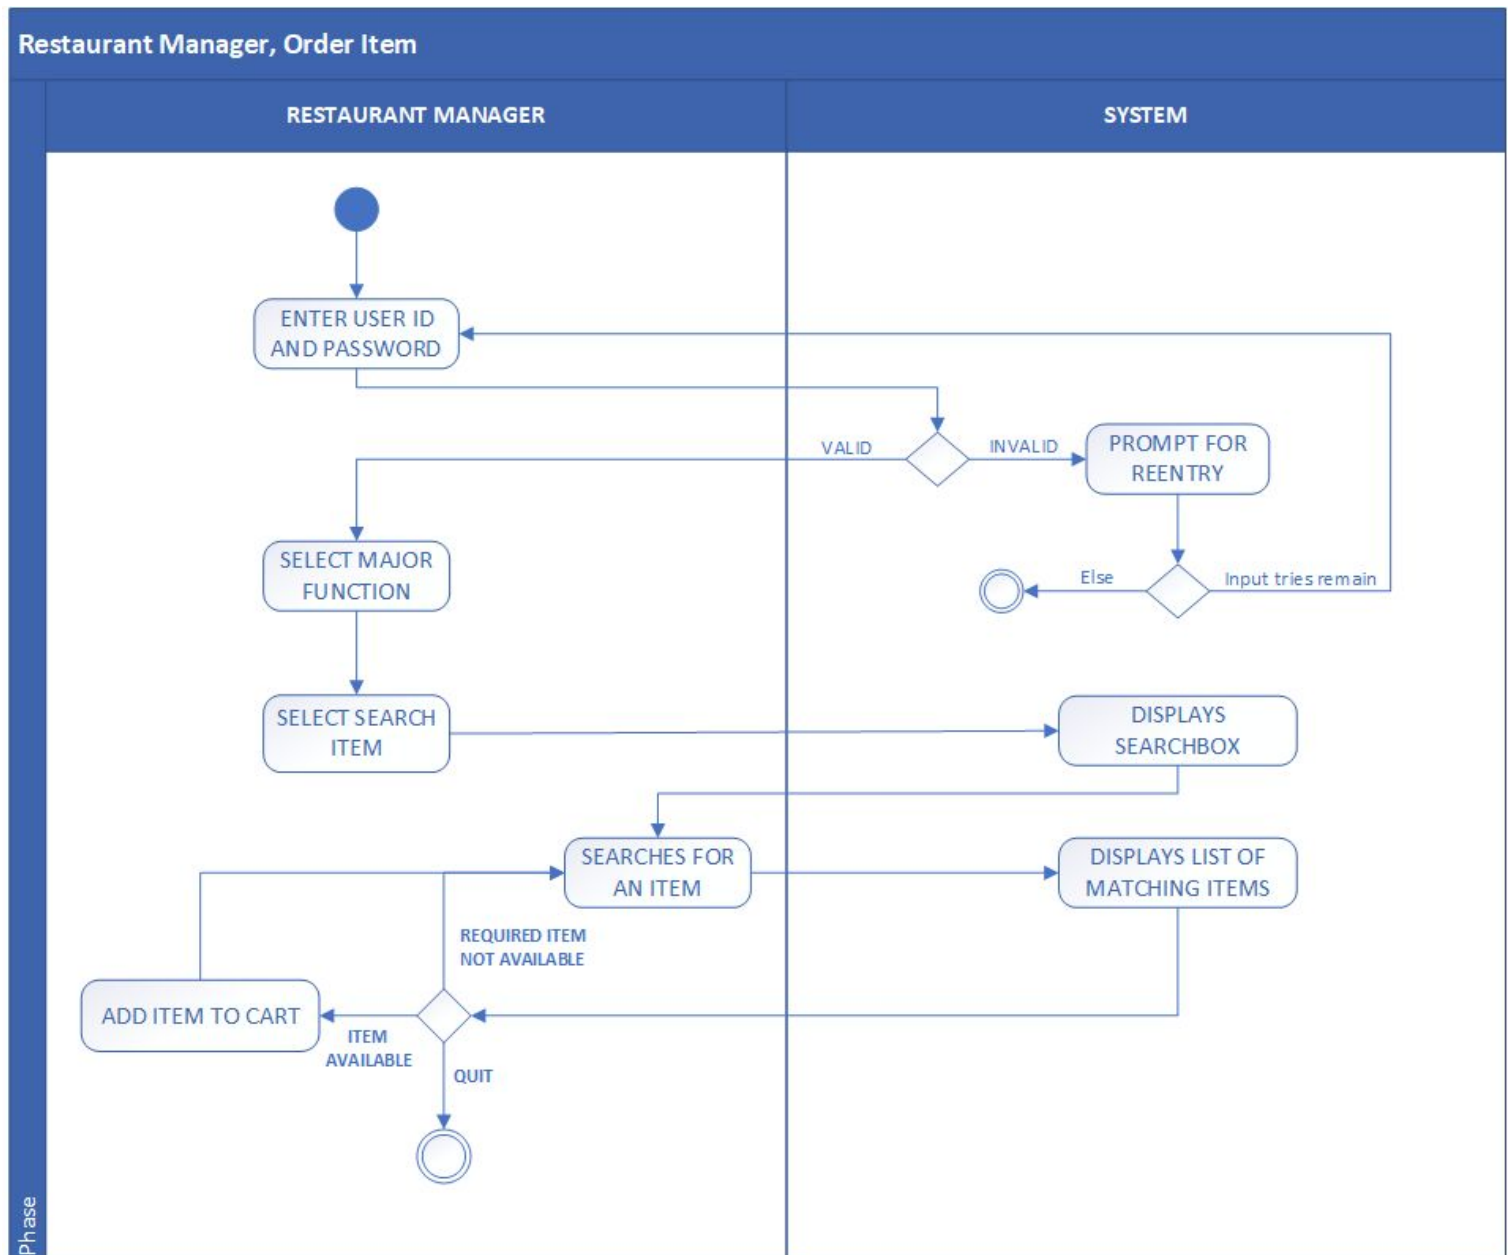 Restaurant Manager, Order Item
RESTAURANT MANAGER
SYSTEM
ENTER USER ID
AND PASSWORD
VALID
INVALID
PROMPT FOR
REENTRY
SELECT MAJOR
FUNCTION
Else
Input tries remain
SELECT SEARCH
ITEM
DISPLAYS
SEARCHBOX
SEARCHES FOR
AN ITEM
DISPLAYS LIST OF
MATCHING ITEMS
REQUIRED ITEM
NOT AVAILABLE
ADD ITEM TO CART
ITEM
AVAILABLE
QUIT
Phase